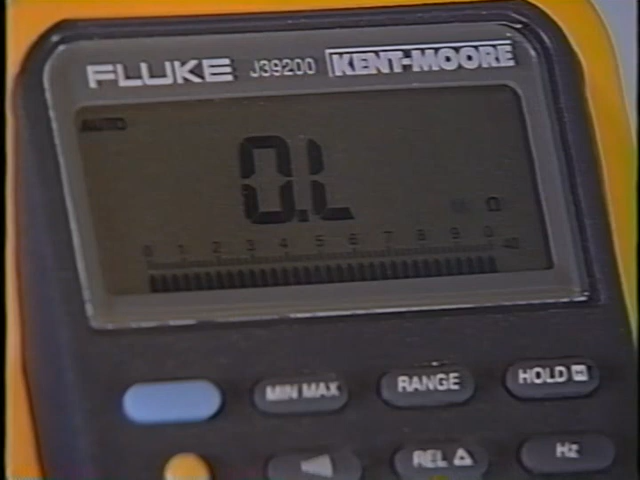 FLUKE J39200 KENT-MOORE
AUTO
0.L
Ω
0 1 2 3 4 5 6 7 8 9 0 40
MIN MAX RANGE HOLD H
REL △ Hz